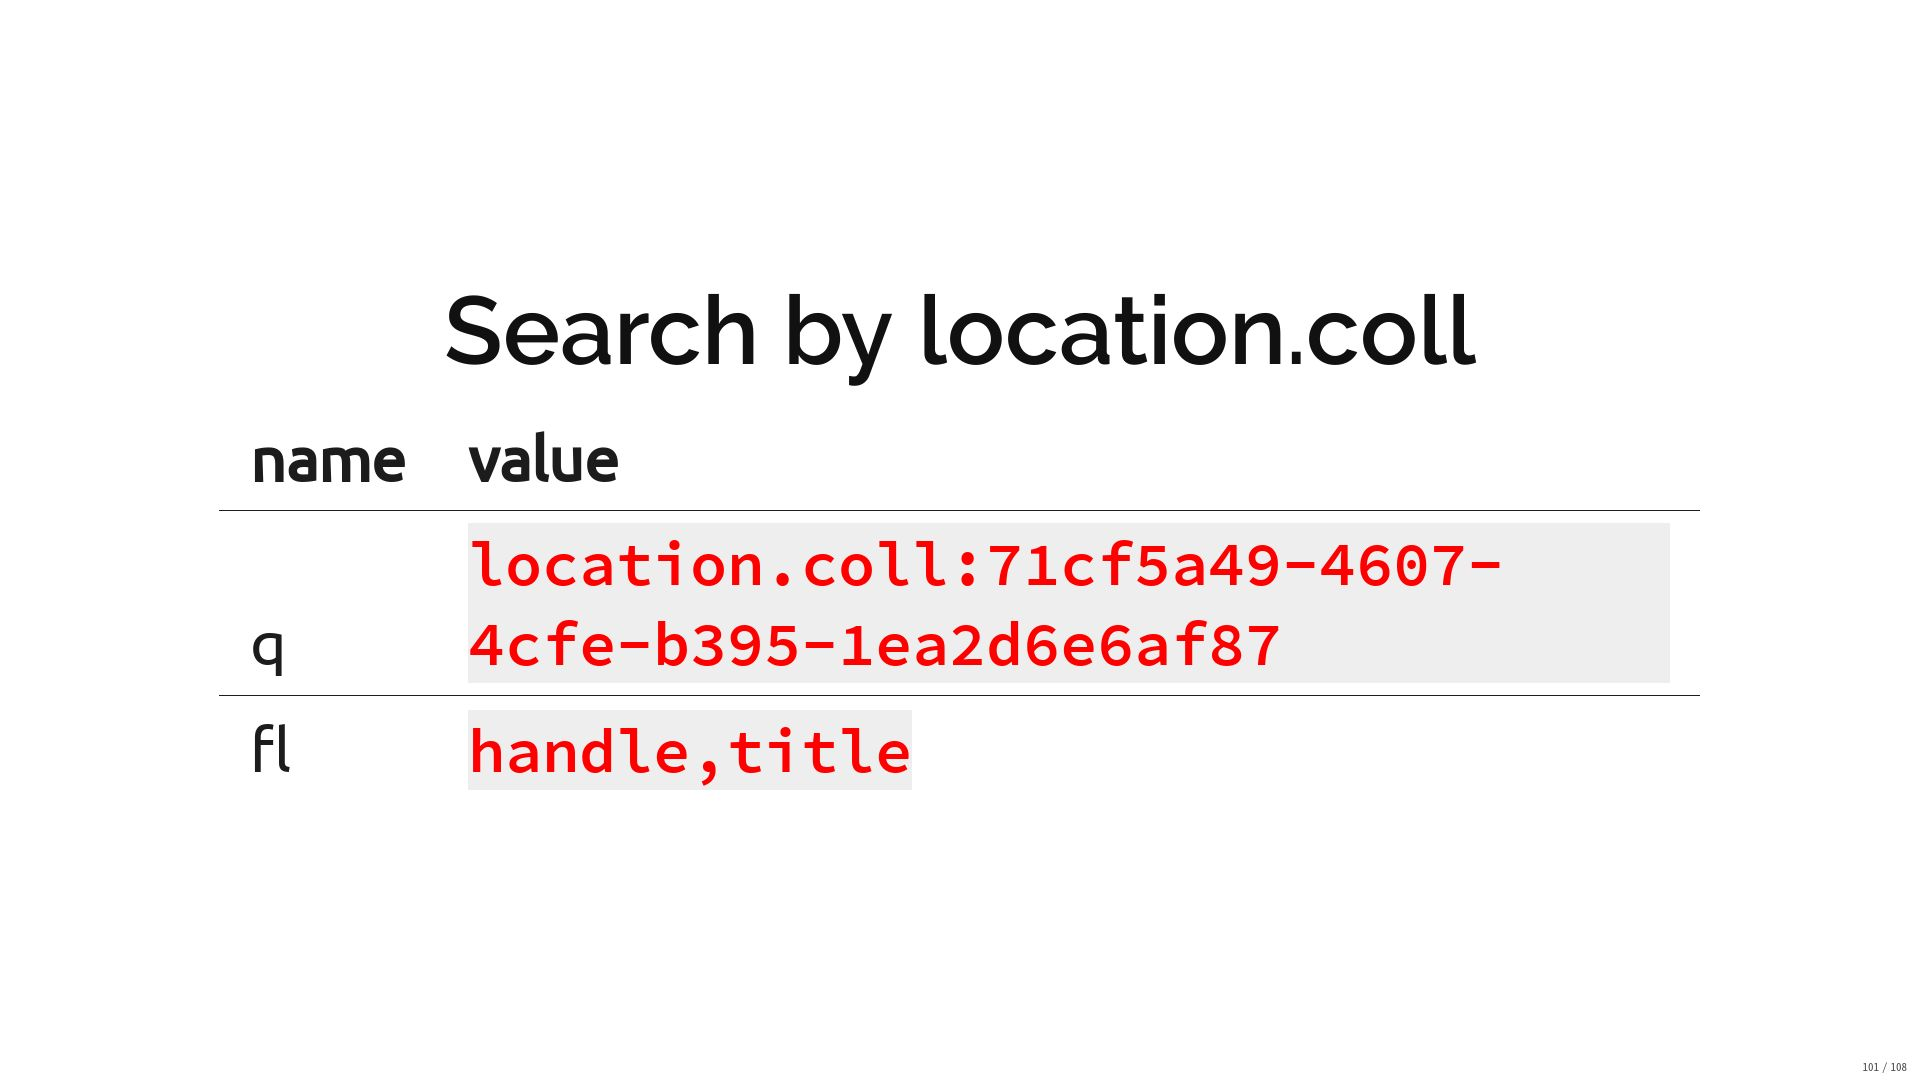 Search by location.coll
name value
location.coll:71cf5a49-4607-
q 4cfe-b395-1ea2d6e6af87
fl handle,title
101 / 108